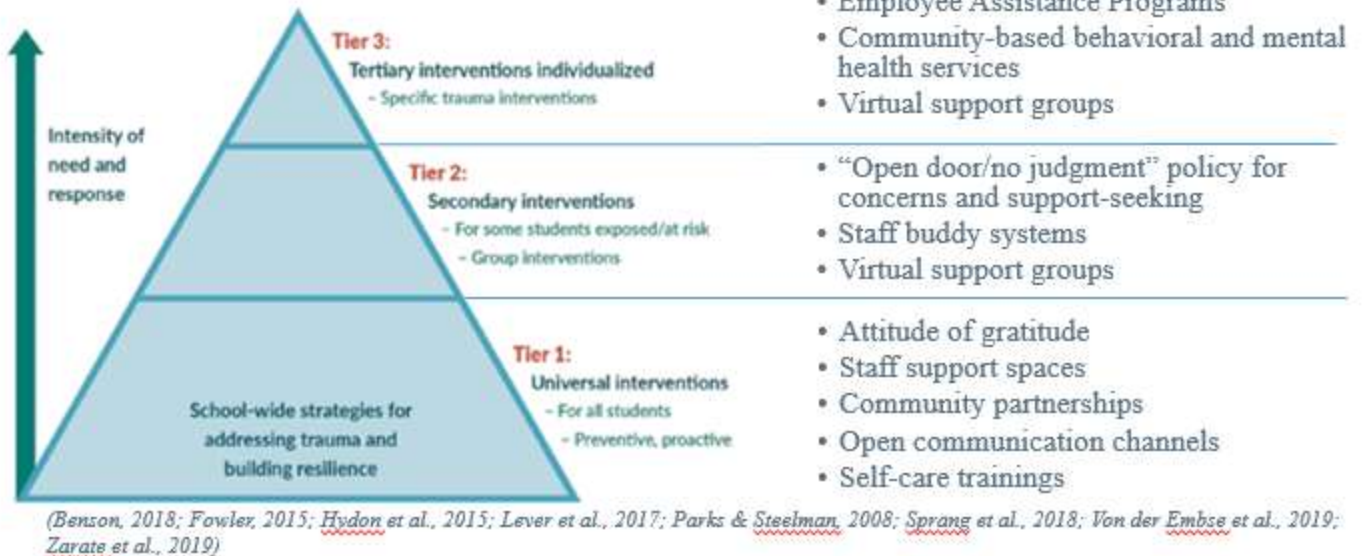 Intensity of
need and
response
Tier 3:
Tertiary interventions individualized
– Specific trauma interventions
Tier 2:
Secondary interventions
– For some students exposed/at risk
– Group interventions
Tier 1:
Universal interventions
– For all students
– Preventive, proactive
School-wide strategies for
addressing trauma and
building resilience
• Employee Assistance Programs
• Community-based behavioral and mental
health services
• Virtual support groups
• “Open door/no judgment” policy for
concerns and support-seeking
• Staff buddy systems
• Virtual support groups
• Attitude of gratitude
• Staff support spaces
• Community partnerships
• Open communication channels
• Self-care trainings
(Benson, 2018; Fowler, 2015; Hydon et al., 2015; Lever et al., 2017; Parks & Steelman, 2008; Sprang et al., 2018; Von der Embse et al., 2019;
Zarate et al., 2019)